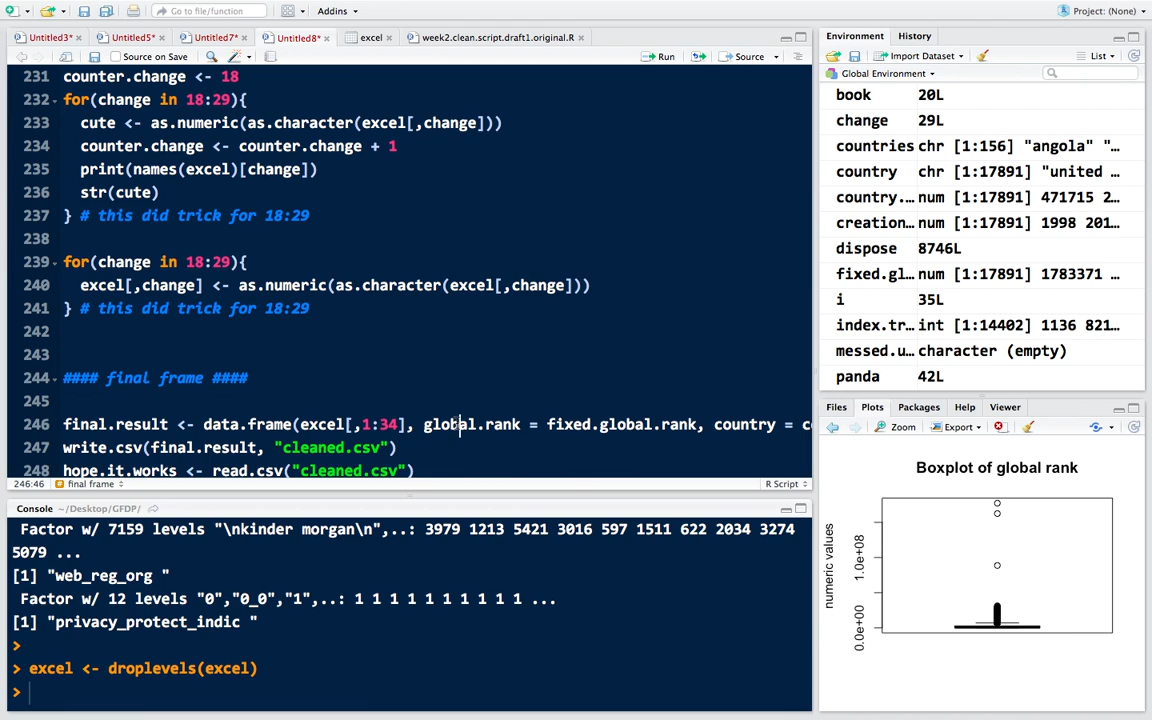 Go to file/function
Addins
Project: (None)
Untitled3*
Untitled5*
Untitled7*
Untitled8*
excel
week2.clean.script.draft1.original.R
Source on Save
Run
Source
231 counter.change <- 18
232 for(change in 18:29){
233 cute <- as.numeric(as.character(excel[,change]))
234 counter.change <- counter.change + 1
235 print(names(excel)[change])
236 str(cute)
237 } # this did trick for 18:29
238
239 for(change in 18:29){
240 excel[,change] <- as.numeric(as.character(excel[,change]))
241 } # this did trick for 18:29
242
243
244 #### final frame ####
245
246 final.result <- data.frame(excel[,1:34], global.rank = fixed.global.rank, country = c
247 write.csv(final.result, "cleaned.csv")
248 hope.it.works <- read.csv("cleaned.csv")
246:46 # final frame
R Script
Console ~/Desktop/GFDP/
Factor w/ 7159 levels "\nkinder morgan\n",..: 3979 1213 5421 3016 597 1511 622 2034 3274
5079 ...
[1] "web_reg_org "
Factor w/ 12 levels "0","0_0","1",..: 1 1 1 1 1 1 1 1 1 1 ...
[1] "privacy_protect_indic "
>
> excel <- droplevels(excel)
>
Environment
History
Import Dataset
List
Global Environment
book 20L
change 29L
countries chr [1:156] "angola" "…
country chr [1:17891] "united …
country.… num [1:17891] 471715 2…
creation… num [1:17891] 1998 201…
dispose 8746L
fixed.gl… num [1:17891] 1783371 …
i 35L
index.tr… int [1:14402] 1136 821…
messed.u… character (empty)
panda 42L
Files
Plots
Packages
Help
Viewer
Zoom
Export
Boxplot of global rank
numeric values
1.0e+08
0.0e+00